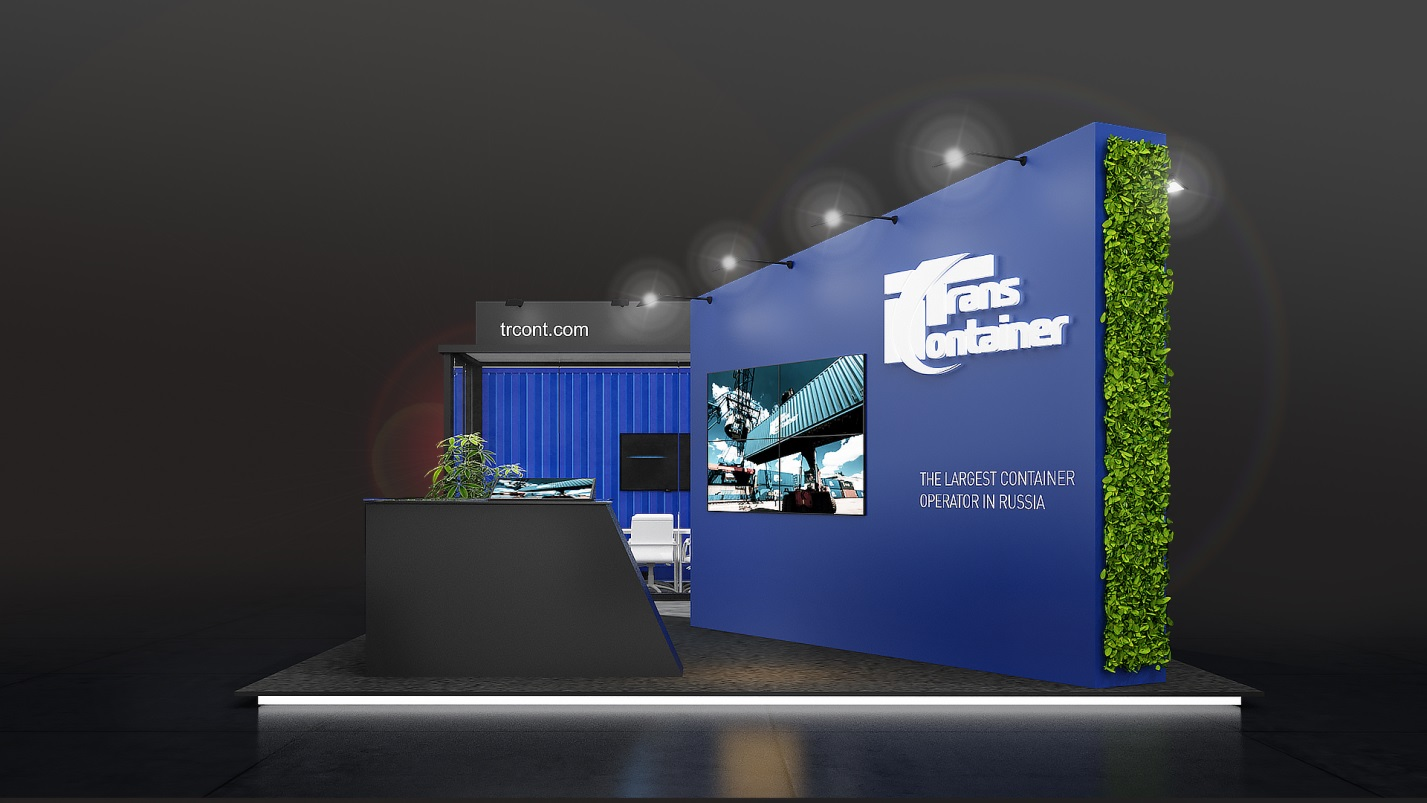 trcont.com
Trans
Container
THE LARGEST CONTAINER
OPERATOR IN RUSSIA